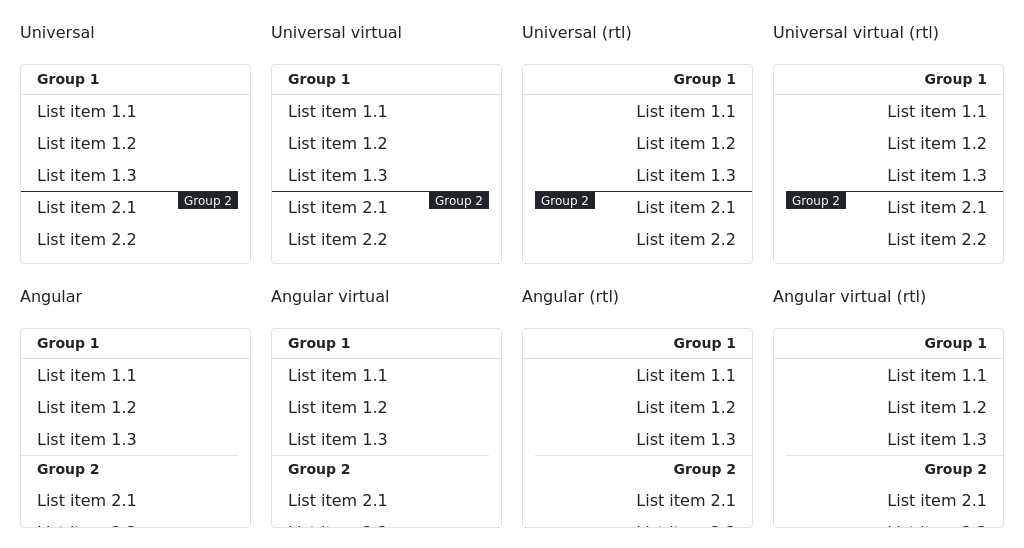 Universal
Group 1
List item 1.1
List item 1.2
List item 1.3
Group 2
List item 2.1
List item 2.2
Universal virtual
Group 1
List item 1.1
List item 1.2
List item 1.3
Group 2
List item 2.1
List item 2.2
Universal (rtl)
Group 1
List item 1.1
List item 1.2
List item 1.3
Group 2
List item 2.1
List item 2.2
Universal virtual (rtl)
Group 1
List item 1.1
List item 1.2
List item 1.3
Group 2
List item 2.1
List item 2.2
Angular
Group 1
List item 1.1
List item 1.2
List item 1.3
Group 2
List item 2.1
Angular virtual
Group 1
List item 1.1
List item 1.2
List item 1.3
Group 2
List item 2.1
Angular (rtl)
Group 1
List item 1.1
List item 1.2
List item 1.3
Group 2
List item 2.1
Angular virtual (rtl)
Group 1
List item 1.1
List item 1.2
List item 1.3
Group 2
List item 2.1